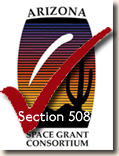 ARIZONA
Section 508
SPACE GRANT
CONSORTIUM